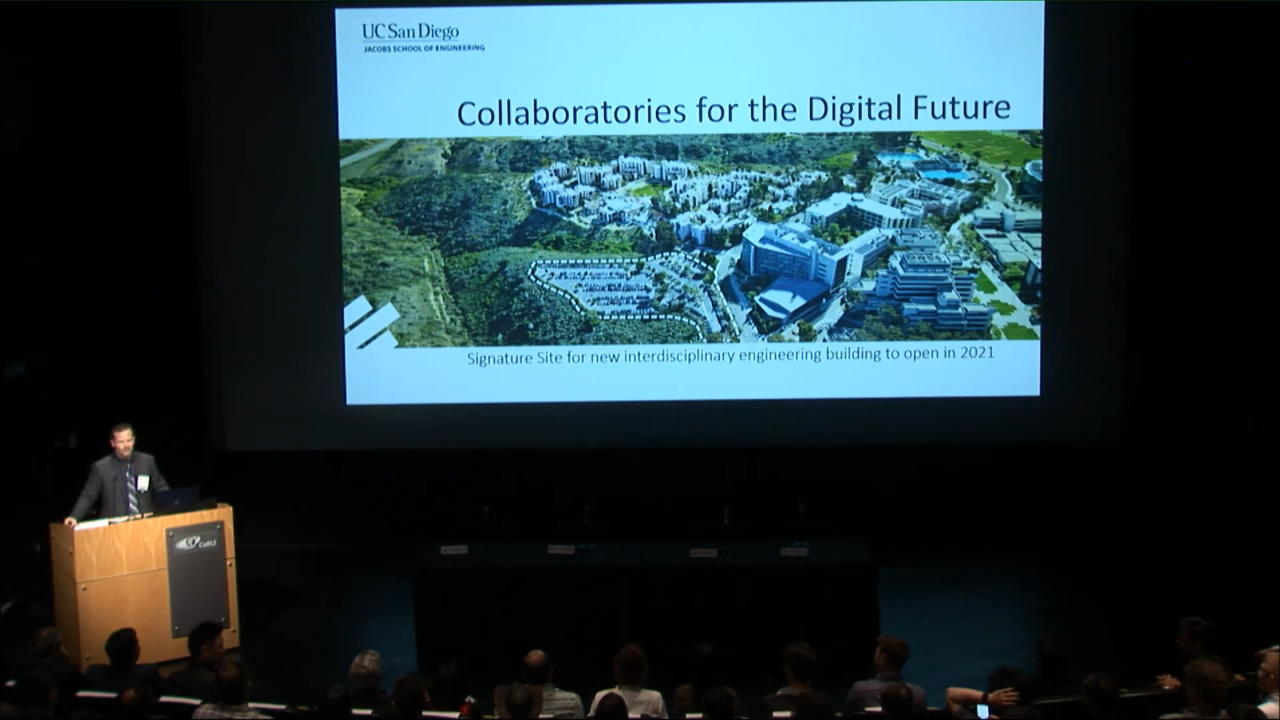 UC San Diego
JACOBS SCHOOL OF ENGINEERING
Collaboratories for the Digital Future
Signature Site for new interdisciplinary engineering building to open in 2021
Calit2